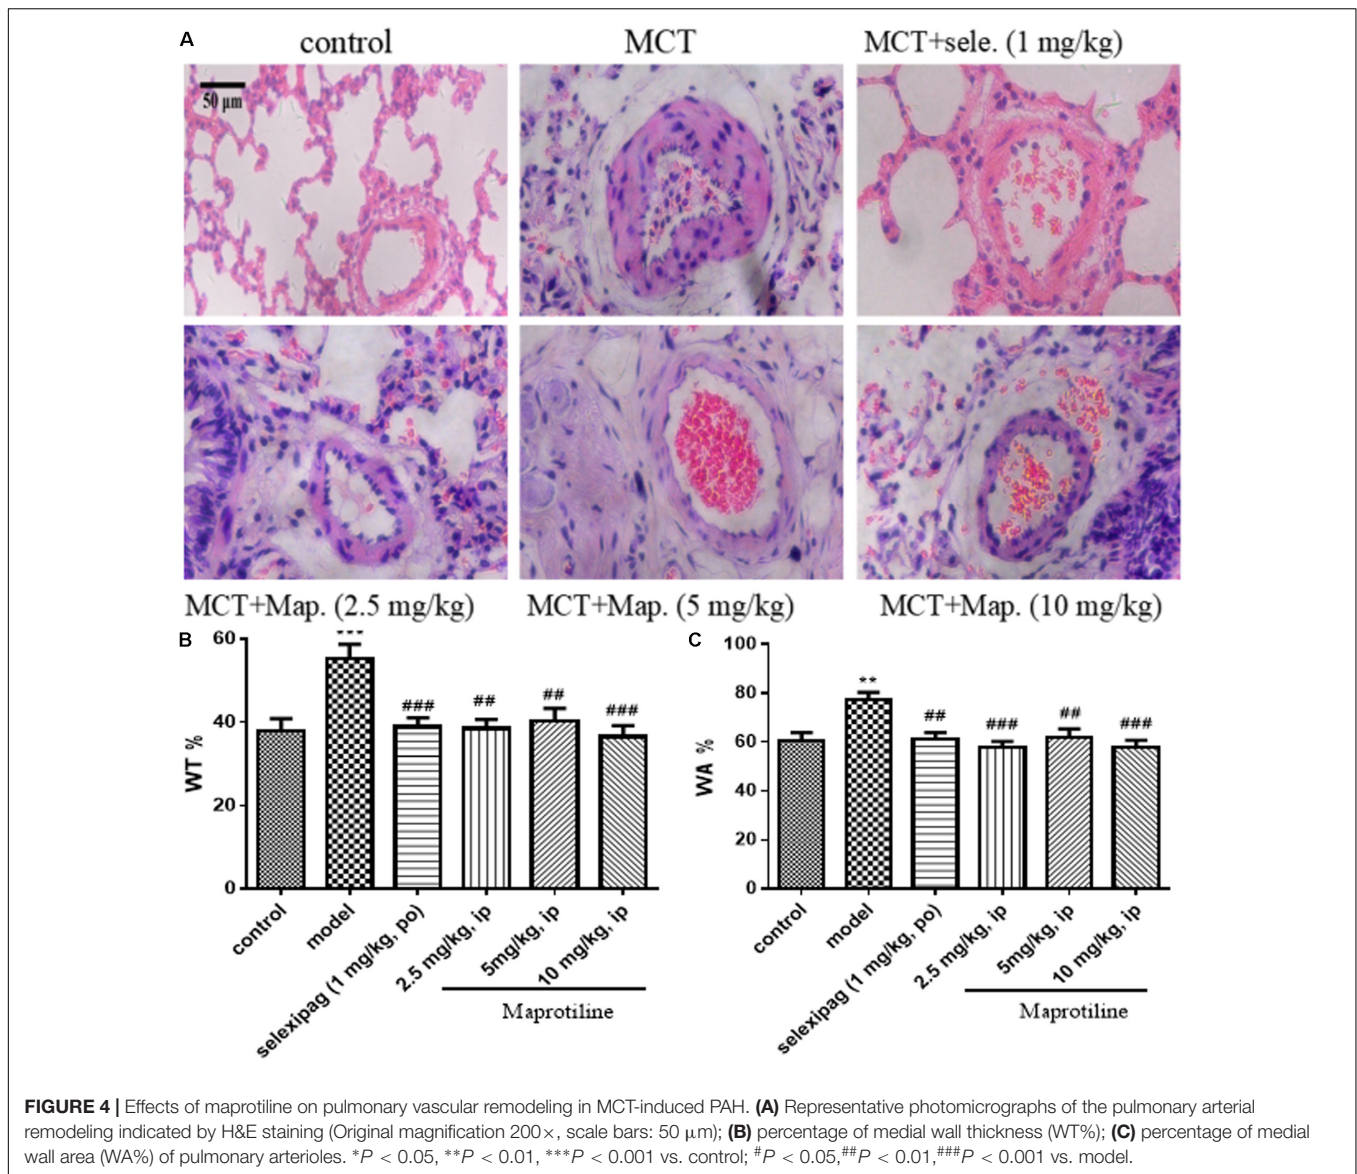 A
control
MCT
MCT+sele. (1 mg/kg)
50 μm
MCT+Map. (2.5 mg/kg)
MCT+Map. (5 mg/kg)
MCT+Map. (10 mg/kg)
B
WT %
60
40
20
0
***
###
##
##
###
control
model
selexipag (1 mg/kg, po)
2.5 mg/kg, ip
5mg/kg, ip
10 mg/kg, ip
Maprotiline
C
WA %
100
80
60
40
20
0
**
##
###
##
###
control
model
selexipag (1 mg/kg, po)
2.5 mg/kg, ip
5mg/kg, ip
10 mg/kg, ip
Maprotiline
FIGURE 4 | Effects of maprotiline on pulmonary vascular remodeling in MCT-induced PAH. (A) Representative photomicrographs of the pulmonary arterial
remodeling indicated by H&E staining (Original magnification 200×, scale bars: 50 μm); (B) percentage of medial wall thickness (WT%); (C) percentage of medial
wall area (WA%) of pulmonary arterioles. *P < 0.05, **P < 0.01, ***P < 0.001 vs. control; #P < 0.05,##P < 0.01,###P < 0.001 vs. model.